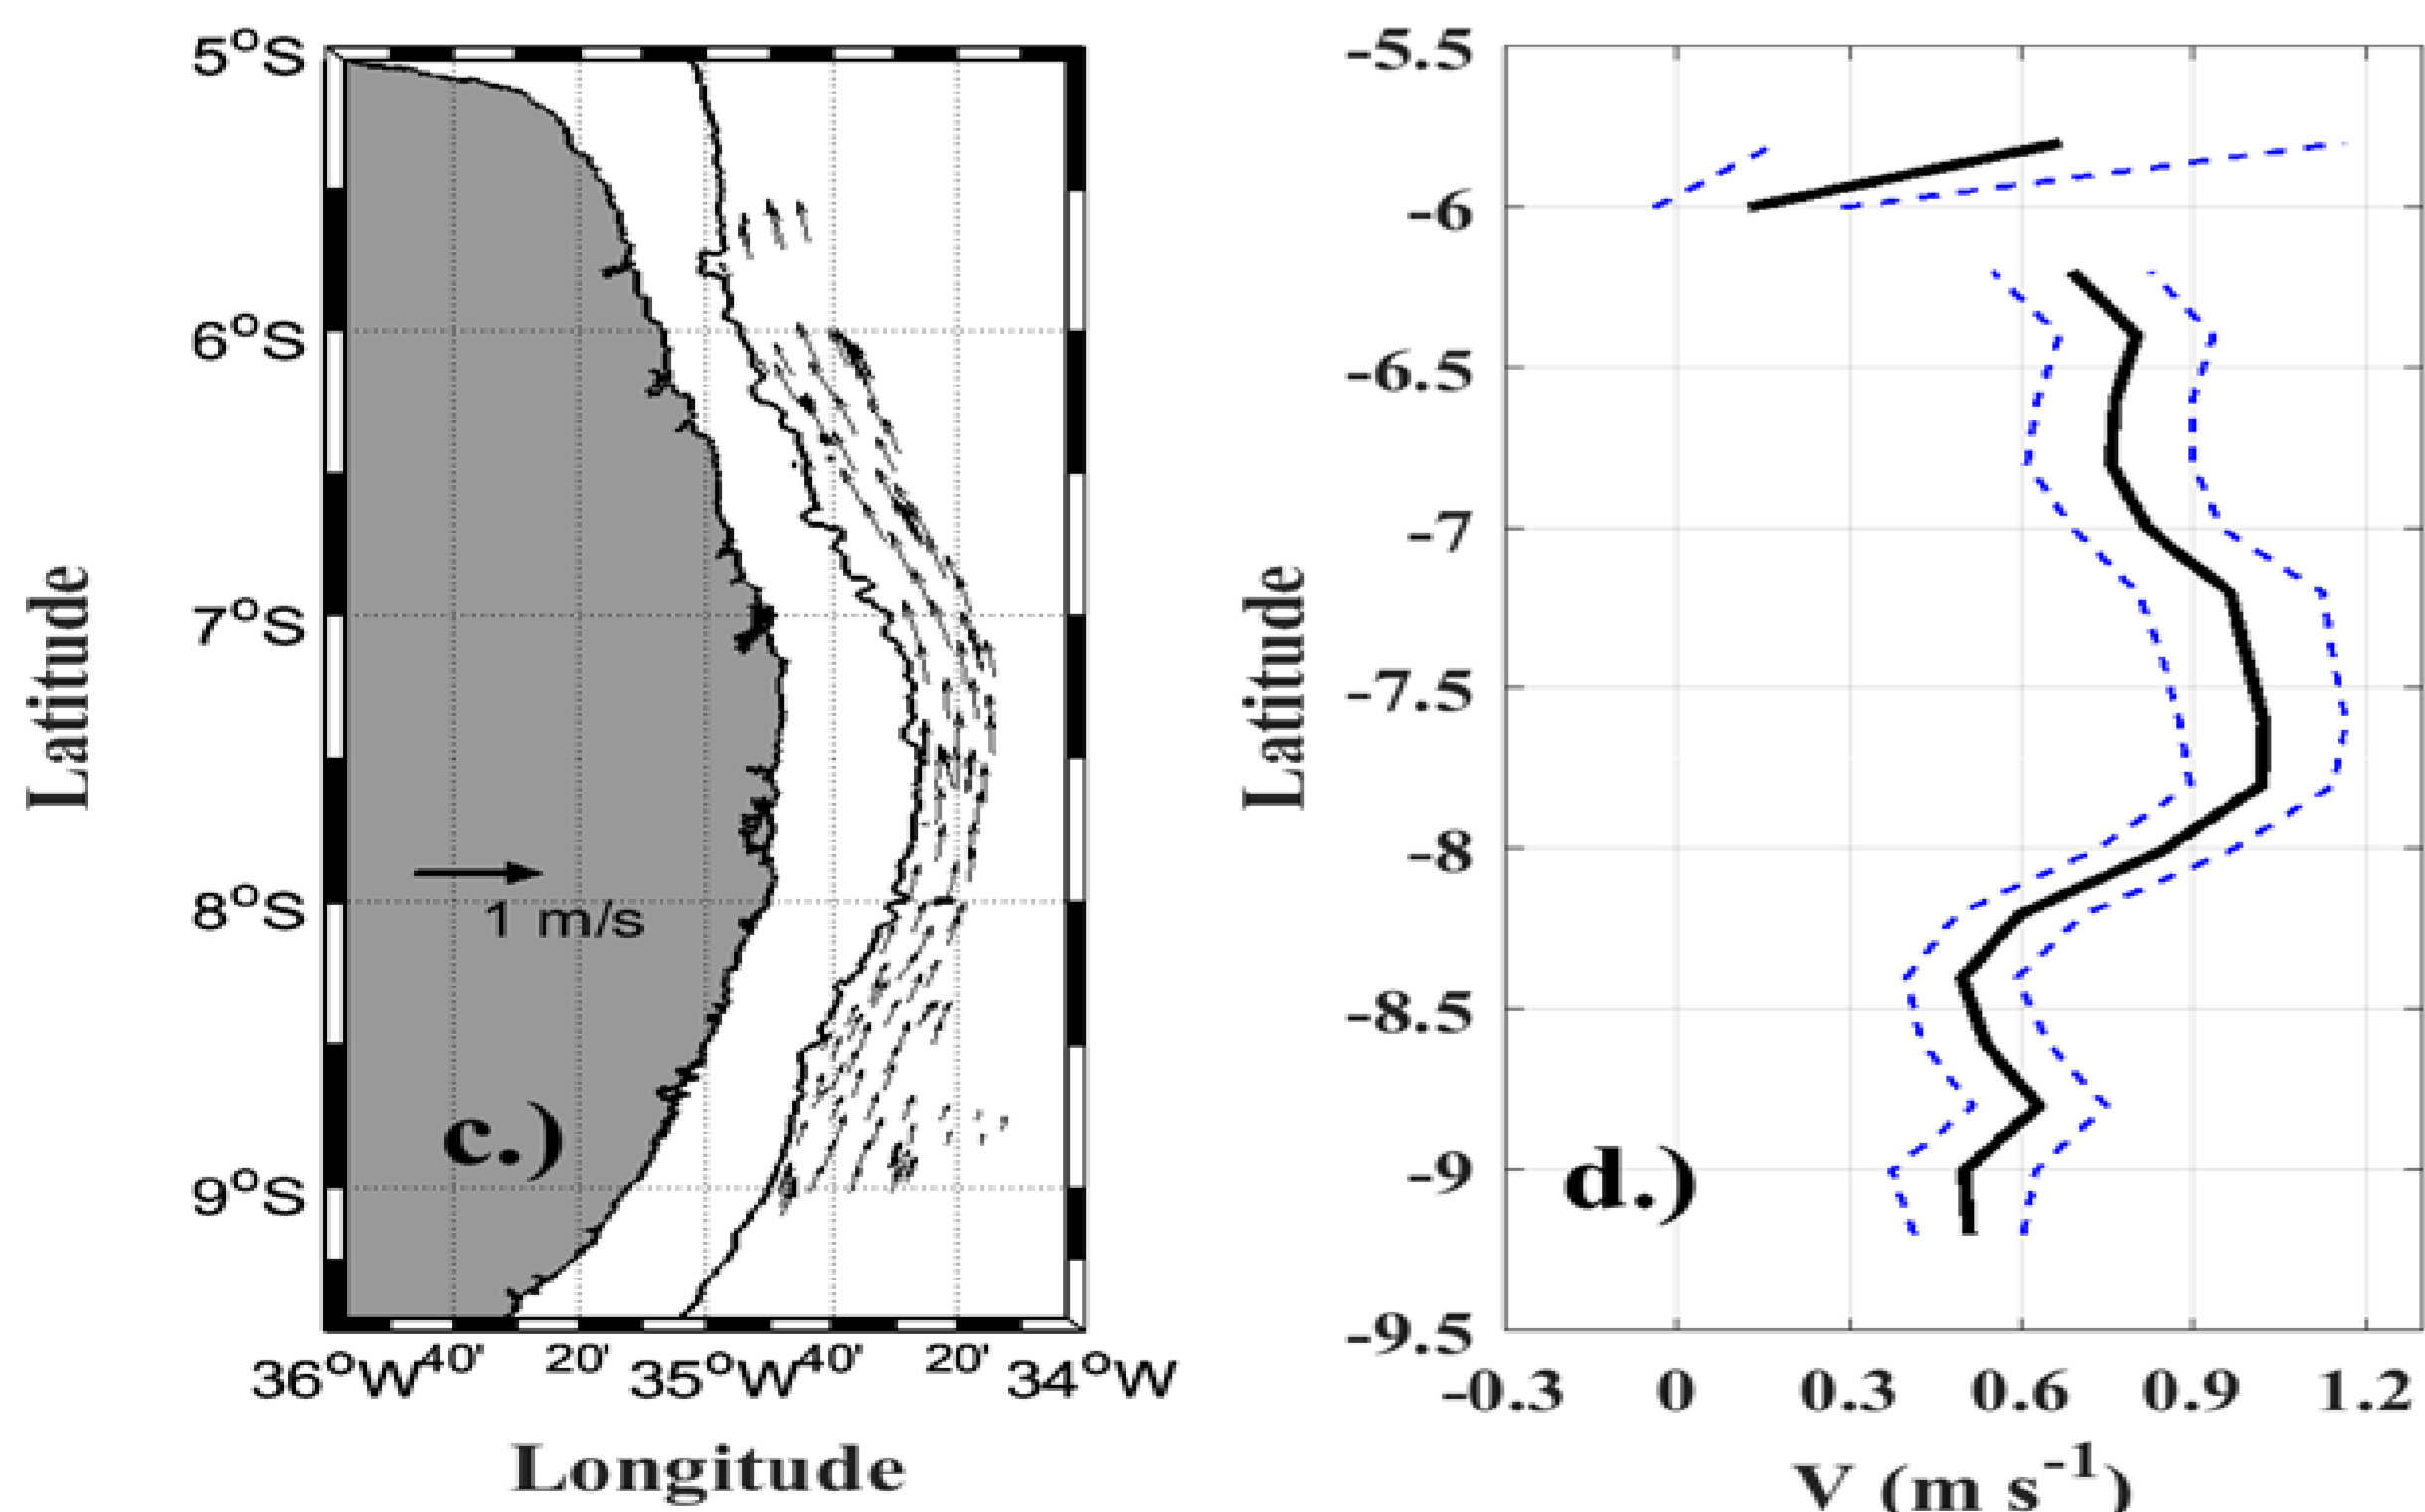 5°S
6°S
7°S
8°S
9°S
Latitude
1 m/s
c.)
36°W
40'
20'
35°W
40'
20'
34°W
Longitude
-5.5
-6
-6.5
-7
-7.5
-8
-8.5
-9
-9.5
Latitude
d.)
-0.3
0
0.3
0.6
0.9
1.2
V (m s⁻¹)